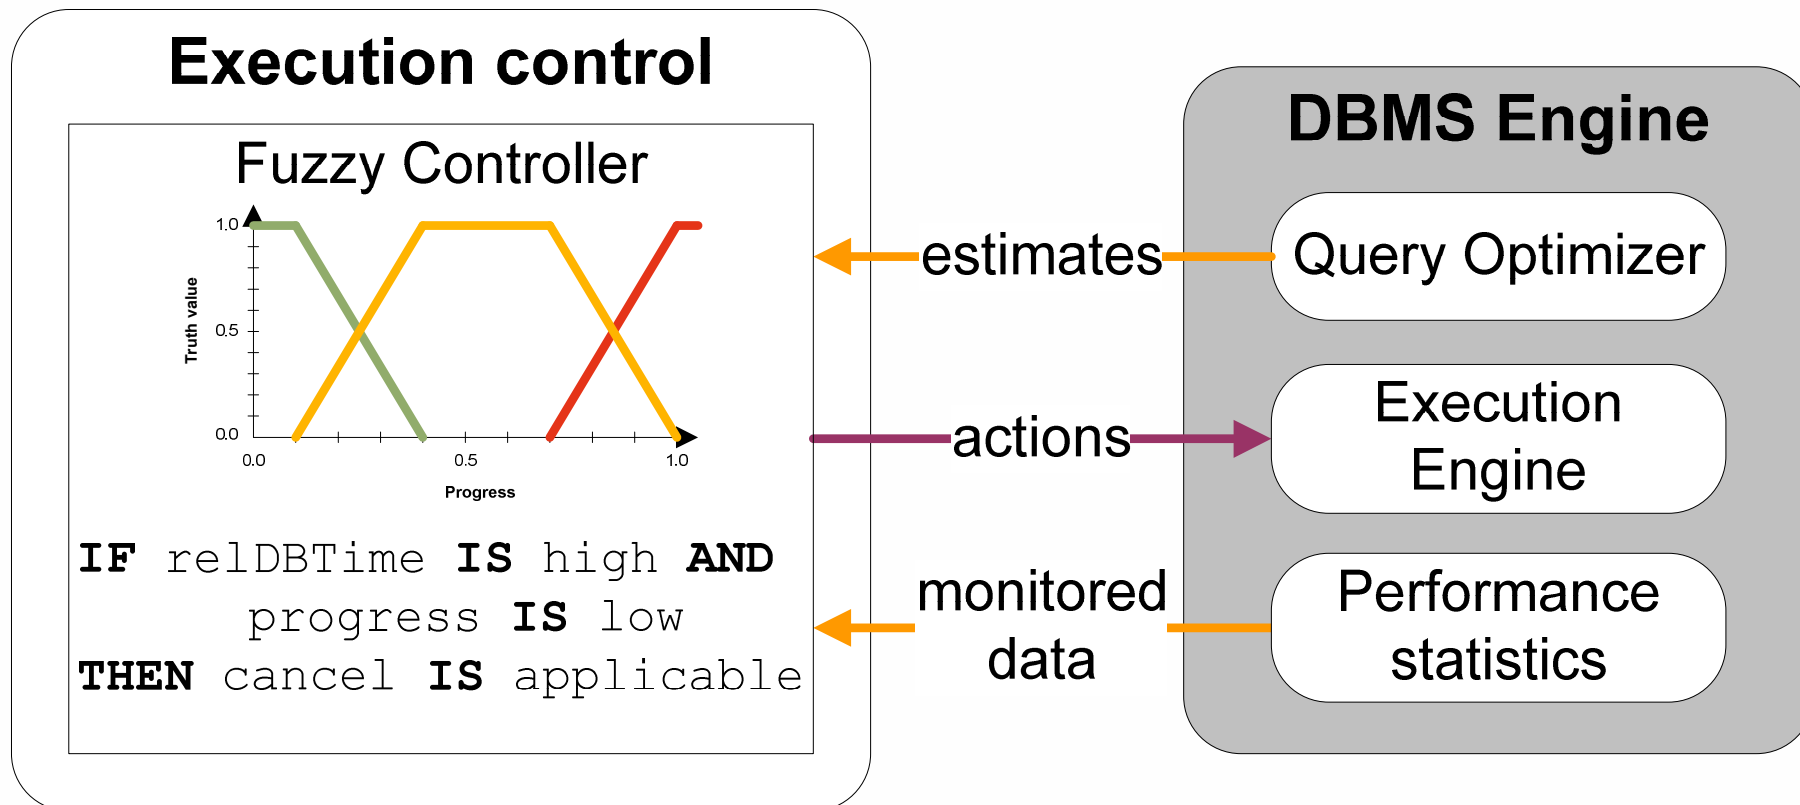 Execution control
Fuzzy Controller
1.0
0.5
0.0
Truth value
0.0 0.5 1.0
Progress
IF relDBTime IS high AND
progress IS low
THEN cancel IS applicable
estimates
actions
monitored
data
DBMS Engine
Query Optimizer
Execution
Engine
Performance
statistics